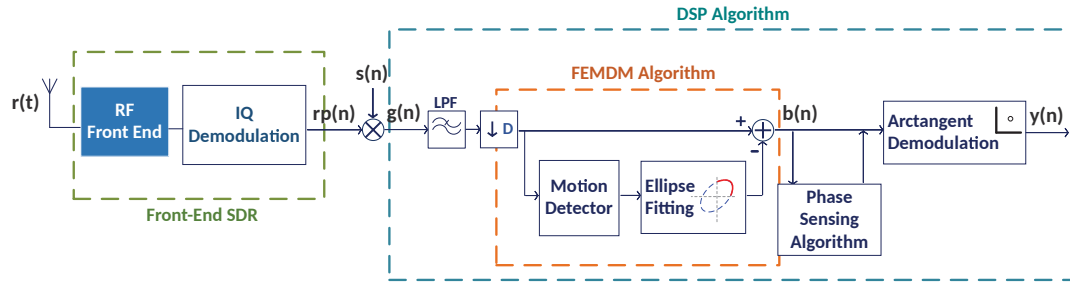 DSP Algorithm
FEMDM Algorithm
s(n)
r(t)
RF
Front End
IQ
Demodulation
rp(n)
g(n)
LPF
↓ D
+
-
b(n)
Arctangent
Demodulation
y(n)
Motion
Detector
Ellipse
Fitting
Phase
Sensing
Algorithm
Front-End SDR